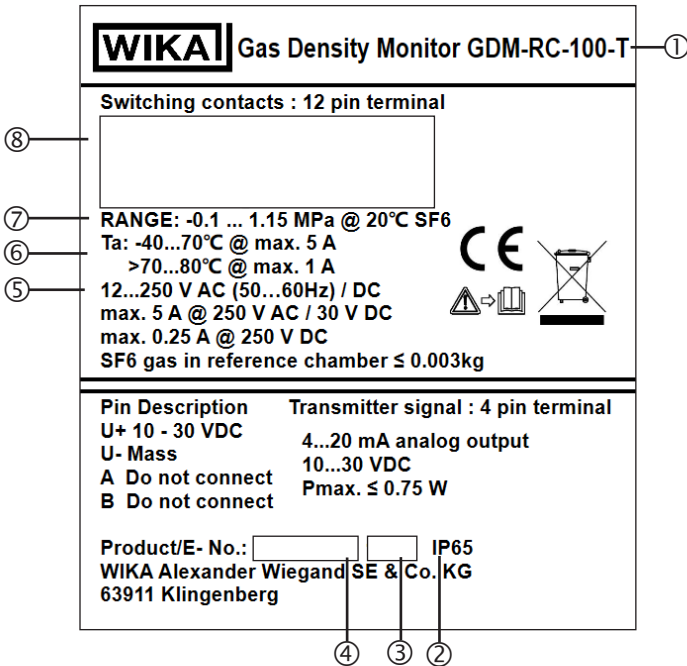 WIKA Gas Density Monitor GDM-RC-100-T ①
Switching contacts : 12 pin terminal
⑧
⑦ RANGE: -0.1 ... 1.15 MPa @ 20℃ SF6
⑥ Ta: -40...70℃ @ max. 5 A
>70...80℃ @ max. 1 A
⑤ 12...250 V AC (50...60Hz) / DC
max. 5 A @ 250 V AC / 30 V DC
max. 0.25 A @ 250 V DC
SF6 gas in reference chamber ≤ 0.003kg
CE
Pin Description
U+ 10 - 30 VDC
U- Mass
A Do not connect
B Do not connect
Transmitter signal : 4 pin terminal
4...20 mA analog output
10...30 VDC
Pmax. ≤ 0.75 W
Product/E- No.: IP65
WIKA Alexander Wiegand SE & Co. KG
63911 Klingenberg
④ ③ ②